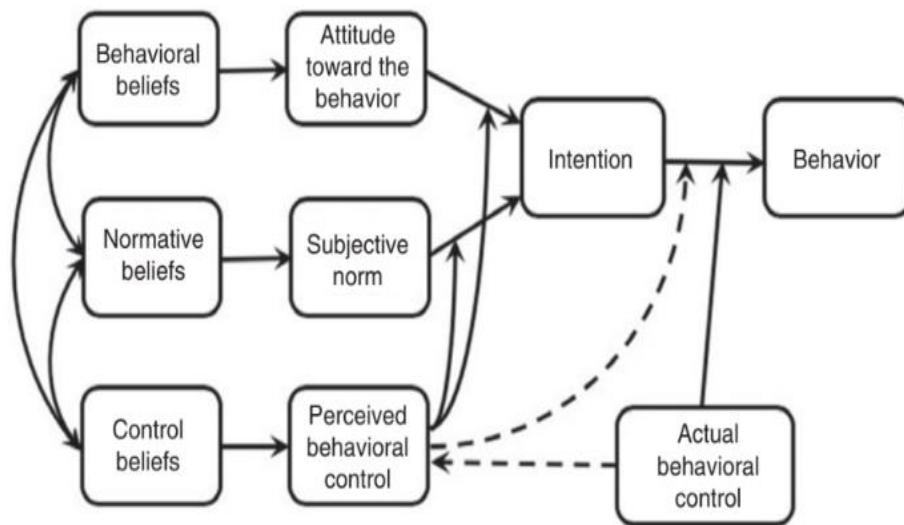 Behavioral
beliefs
Attitude
toward the
behavior
Intention
Behavior
Normative
beliefs
Subjective
norm
Control
beliefs
Perceived
behavioral
control
Actual
behavioral
control